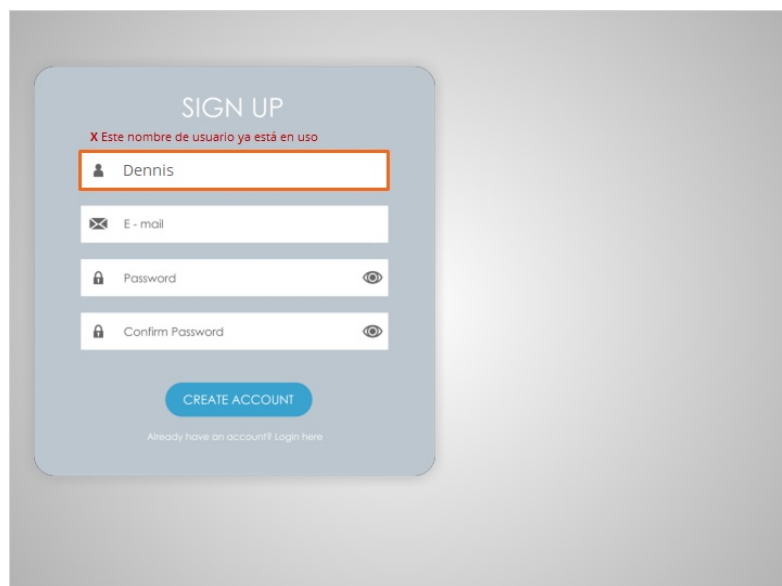 SIGN UP
X Este nombre de usuario ya está en uso
Dennis
E - mail
Password
Confirm Password
CREATE ACCOUNT
Already have an account? Login here